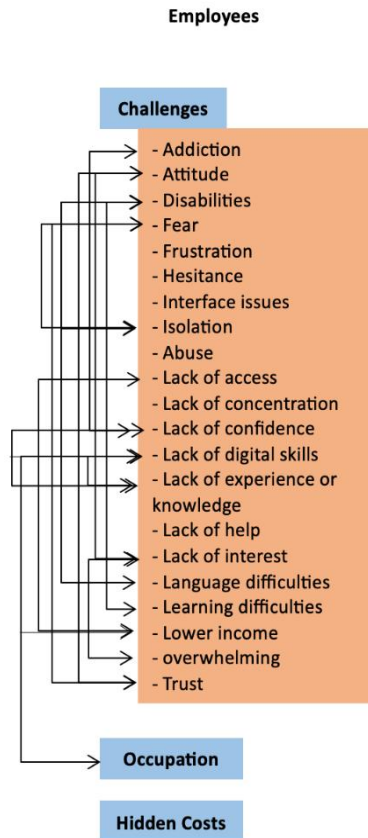 Employees
Challenges
- Addiction
- Attitude
- Disabilities
- Fear
- Frustration
- Hesitance
- Interface issues
- Isolation
- Abuse
- Lack of access
- Lack of concentration
- Lack of confidence
- Lack of digital skills
- Lack of experience or
knowledge
- Lack of help
- Lack of interest
- Language difficulties
- Learning difficulties
- Lower income
- overwhelming
- Trust
Occupation
Hidden Costs